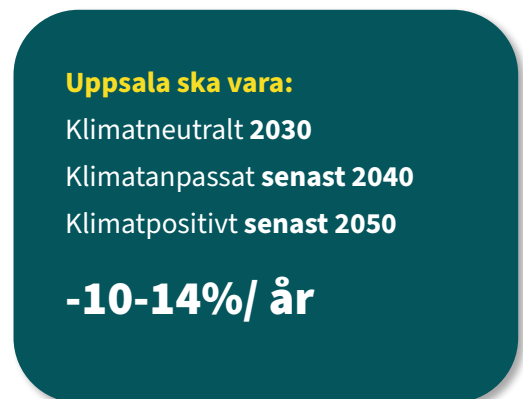 Uppsala ska vara:
Klimatneutralt 2030
Klimatanpassat senast 2040
Klimatpositivt senast 2050
-10-14%/ år